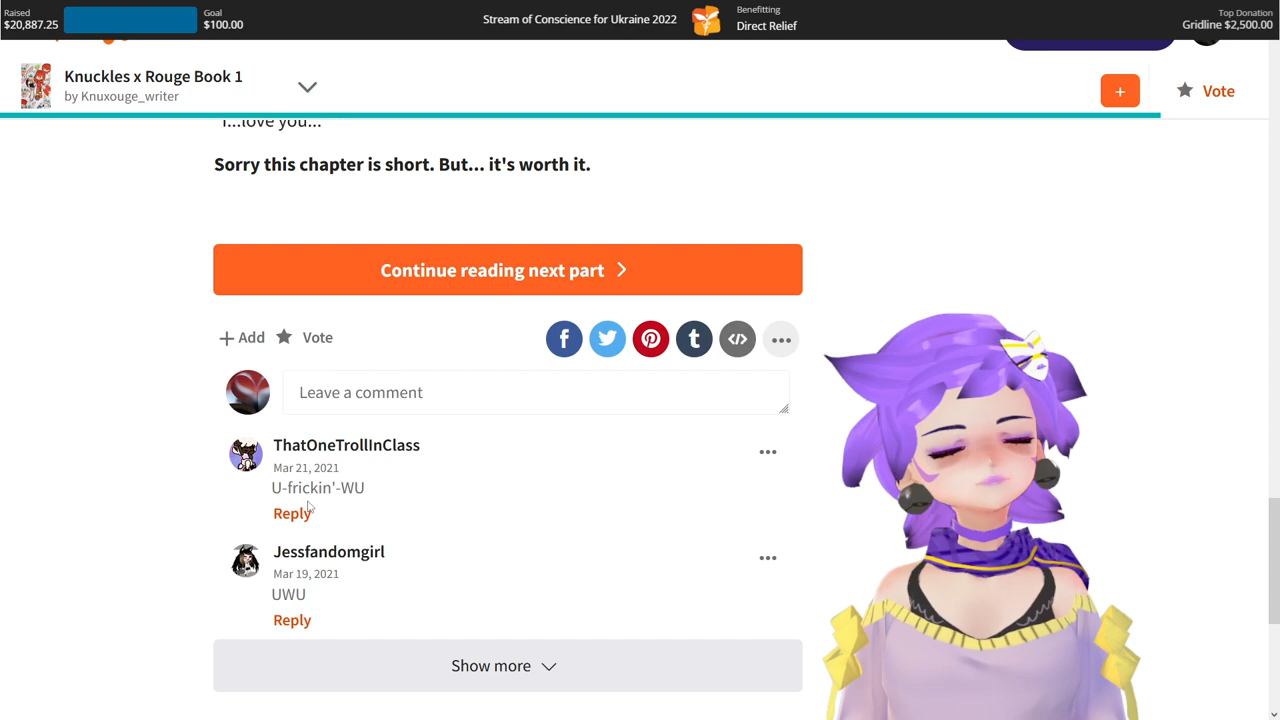 Raised
$20,887.25
Goal
$100.00
Stream of Conscience for Ukraine 2022
Benefitting
Direct Relief
Top Donation
Gridline $2,500.00
Knuckles x Rouge Book 1
by Knuxouge_writer
+
Vote
I...love you...
Sorry this chapter is short. But... it's worth it.
Continue reading next part
+ Add
Vote
Leave a comment
ThatOneTrollInClass
Mar 21, 2021
U-frickin'-WU
Reply
Jessfandomgirl
Mar 19, 2021
UWU
Reply
Show more